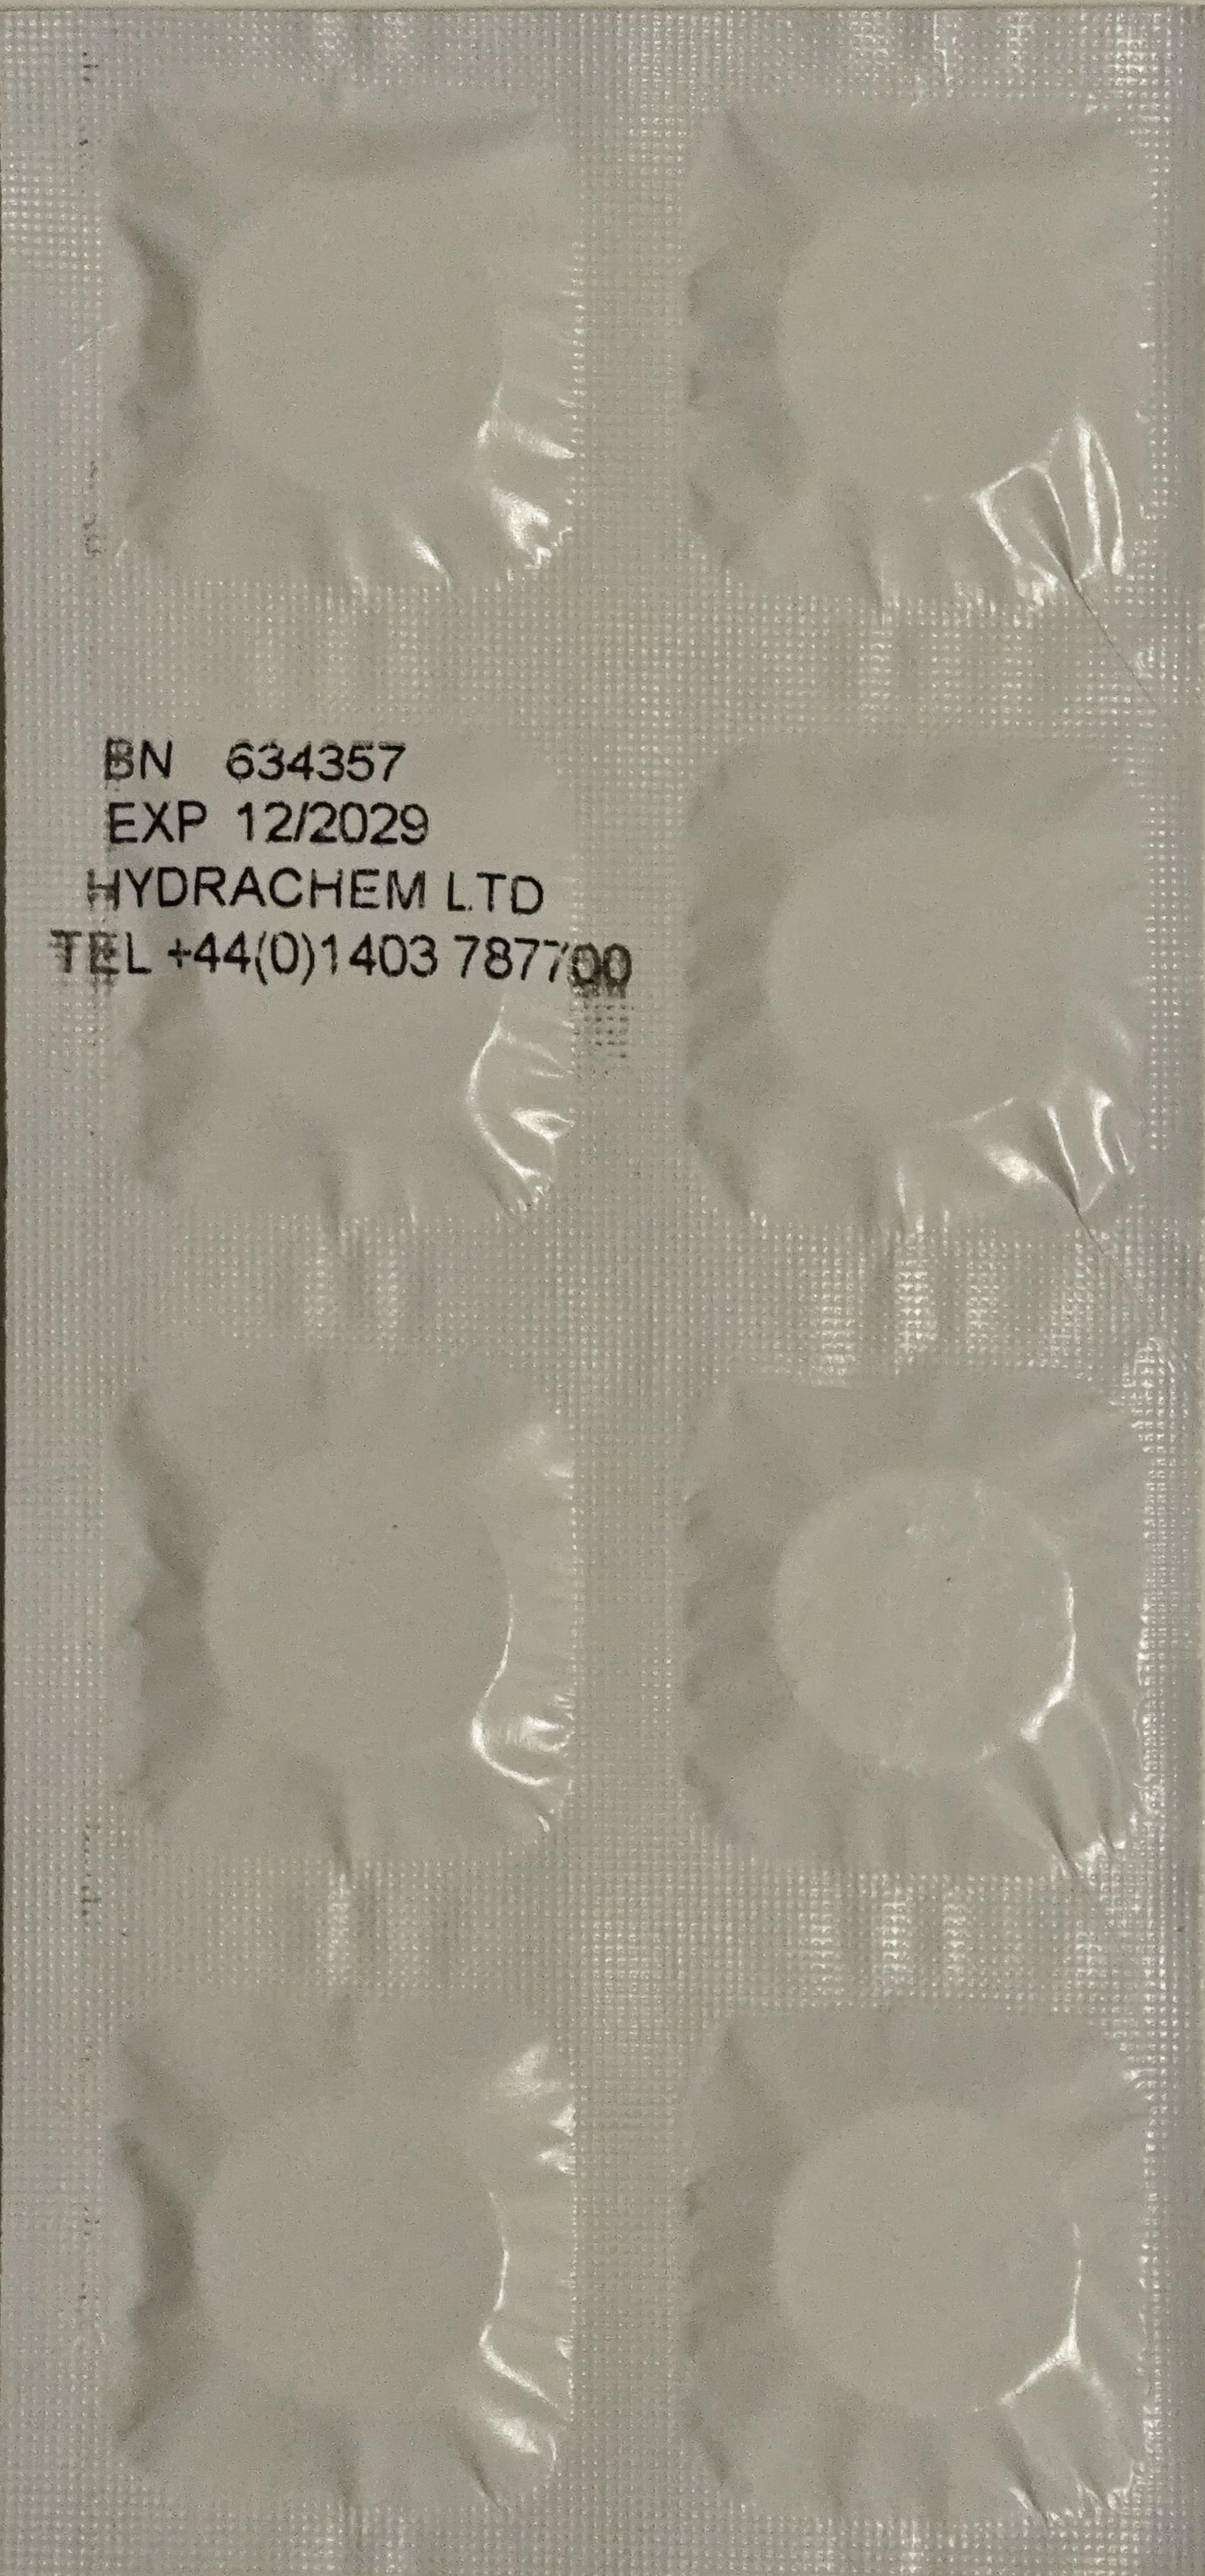 BN 634357
EXP 12/2029
HYDRACHEM LTD
TEL +44(0)1403 787700